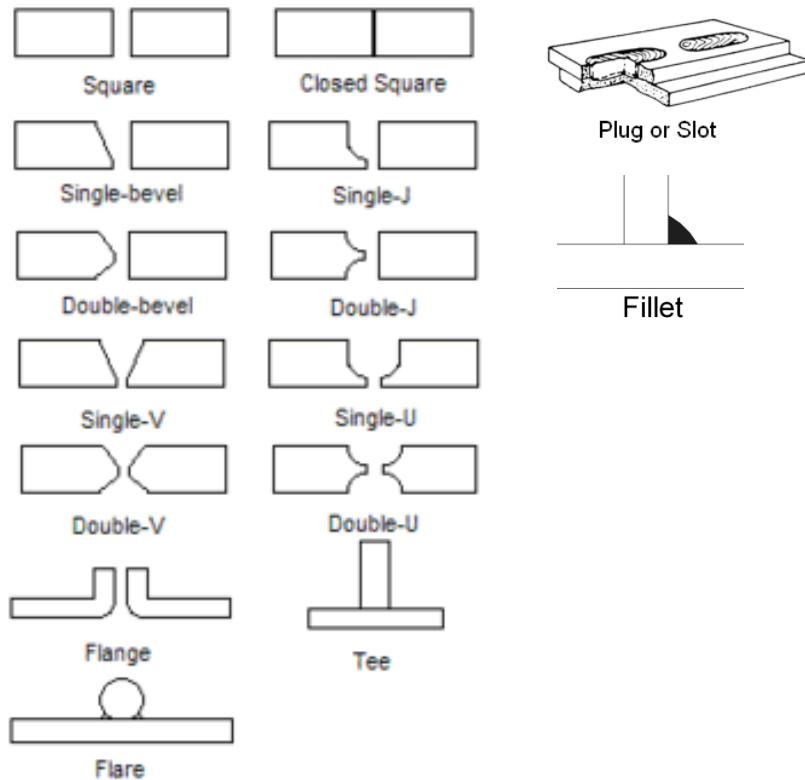 Square
Closed Square
Plug or Slot
Single-bevel
Single-J
Double-bevel
Double-J
Fillet
Single-V
Single-U
Double-V
Double-U
Flange
Tee
Flare